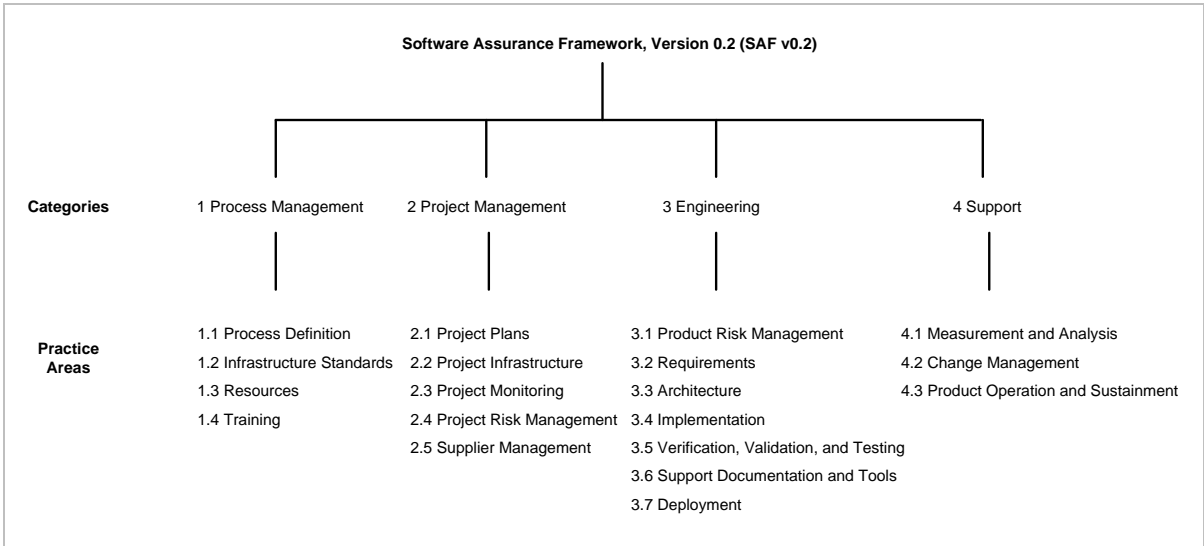 Software Assurance Framework, Version 0.2 (SAF v0.2)
Categories
1 Process Management
2 Project Management
3 Engineering
4 Support
Practice
Areas
1.1 Process Definition
1.2 Infrastructure Standards
1.3 Resources
1.4 Training
2.1 Project Plans
2.2 Project Infrastructure
2.3 Project Monitoring
2.4 Project Risk Management
2.5 Supplier Management
3.1 Product Risk Management
3.2 Requirements
3.3 Architecture
3.4 Implementation
3.5 Verification, Validation, and Testing
3.6 Support Documentation and Tools
3.7 Deployment
4.1 Measurement and Analysis
4.2 Change Management
4.3 Product Operation and Sustainment